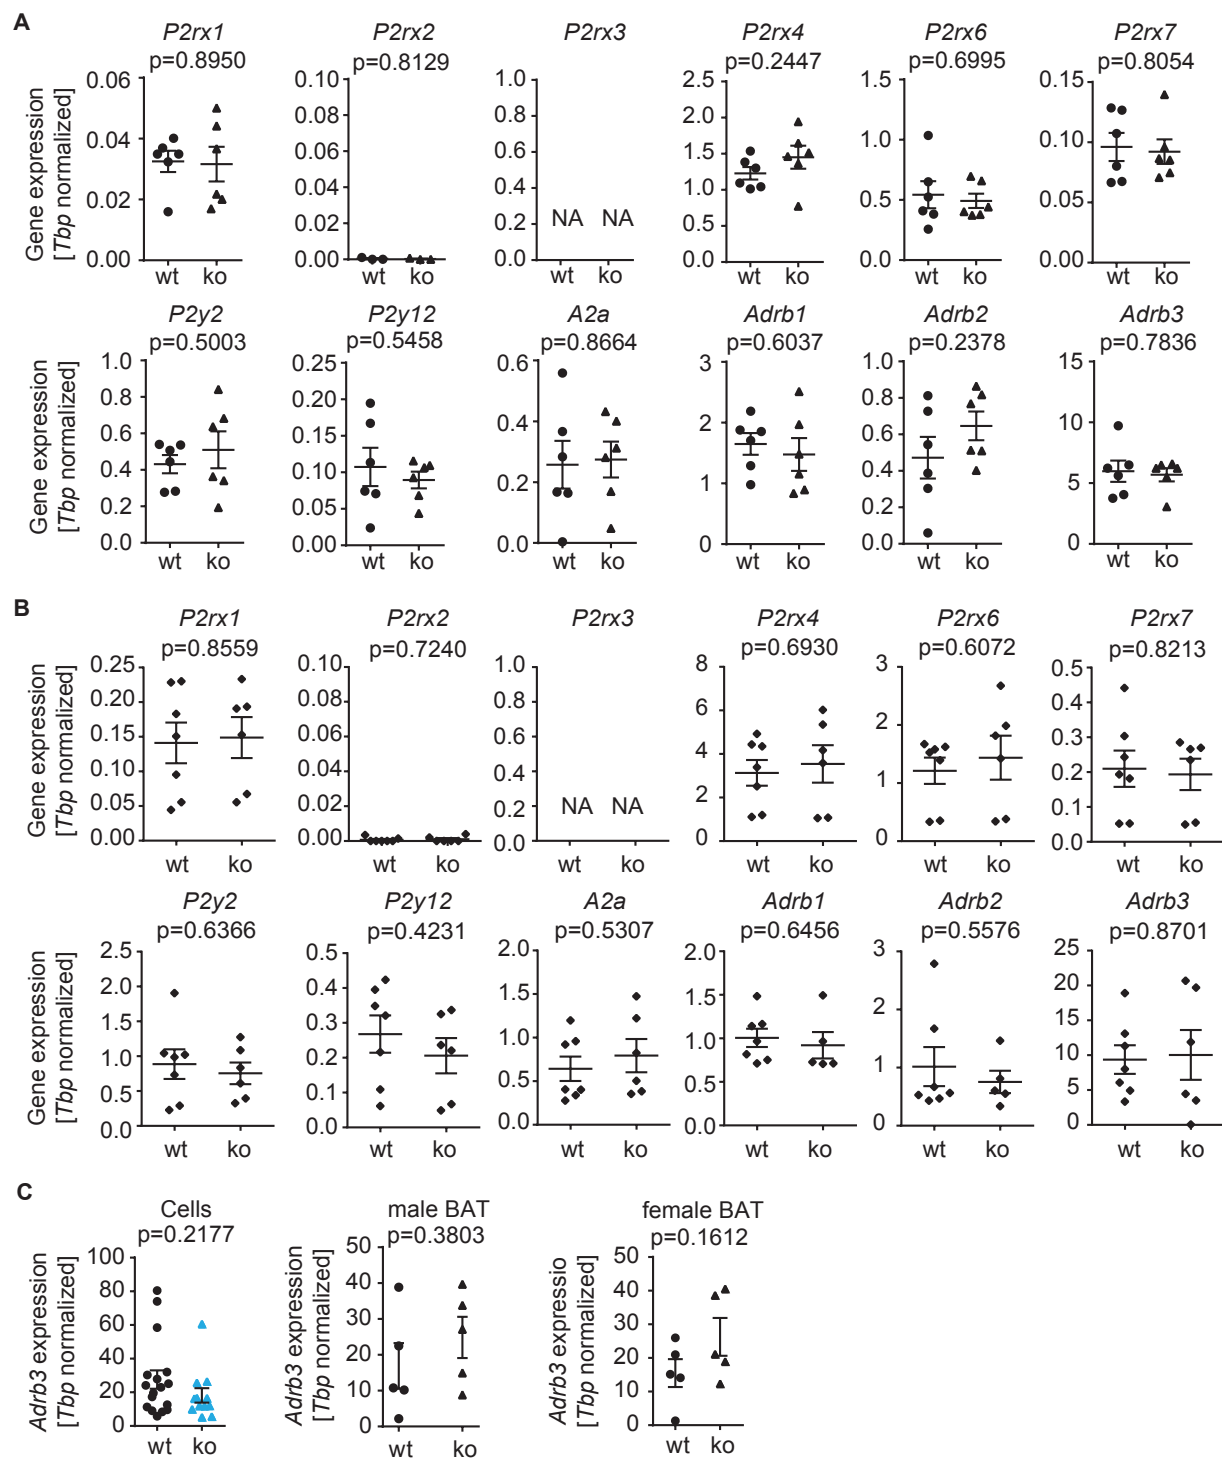 A
P2rx1 P2rx2 P2rx3 P2rx4 P2rx6 P2rx7
p=0.8950 p=0.8129 p=0.2447 p=0.6995 p=0.8054
Gene expression
[Tbp normalized]
0.06 0.04 0.02 0.00
0.10 0.08 0.06 0.04 0.02 0.00
1.0 0.8 0.6 0.4 0.2 0.0
NA NA
2.5 2.0 1.5 1.0 0.5 0.0
1.5 1.0 0.5 0.0
0.15 0.10 0.05 0.00
wt ko wt ko wt ko wt ko wt ko wt ko
P2y2 P2y12 A2a Adrb1 Adrb2 Adrb3
p=0.5003 p=0.5458 p=0.8664 p=0.6037 p=0.2378 p=0.7836
Gene expression
[Tbp normalized]
1.0 0.8 0.6 0.4 0.2 0.0
0.25 0.20 0.15 0.10 0.05 0.00
0.6 0.4 0.2 0.0
3 2 1 0
1.0 0.8 0.6 0.4 0.2 0.0
15 10 5 0
wt ko wt ko wt ko wt ko wt ko wt ko
B
P2rx1 P2rx2 P2rx3 P2rx4 P2rx6 P2rx7
p=0.8559 p=0.7240 p=0.6930 p=0.6072 p=0.8213
Gene expression
[Tbp normalized]
0.25 0.20 0.15 0.10 0.05 0.00
0.10 0.08 0.06 0.04 0.02 0.00
1.0 0.8 0.6 0.4 0.2 0.0
NA NA
8 6 4 2 0
3 2 1 0
0.5 0.4 0.3 0.2 0.1 0.0
wt ko wt ko wt ko wt ko wt ko wt ko
P2y2 P2y12 A2a Adrb1 Adrb2 Adrb3
p=0.6366 p=0.4231 p=0.5307 p=0.6456 p=0.5576 p=0.8701
Gene expression
[Tbp normalized]
2.5 2.0 1.5 1.0 0.5 0.0
0.5 0.4 0.3 0.2 0.1 0.0
2.0 1.5 1.0 0.5 0.0
2.0 1.5 1.0 0.5 0.0
3 2 1 0
25 20 15 10 5 0
wt ko wt ko wt ko wt ko wt ko wt ko
C
Cells male BAT female BAT
p=0.2177 p=0.3803 p=0.1612
Adrb3 expression
[Tbp normalized]
100 80 60 40 20 0
wt ko
Adrb3 expression
[Tbp normalized]
50 40 30 20 10 0
wt ko
Adrb3 expressio
[Tbp normalized]
50 40 30 20 10 0
wt ko